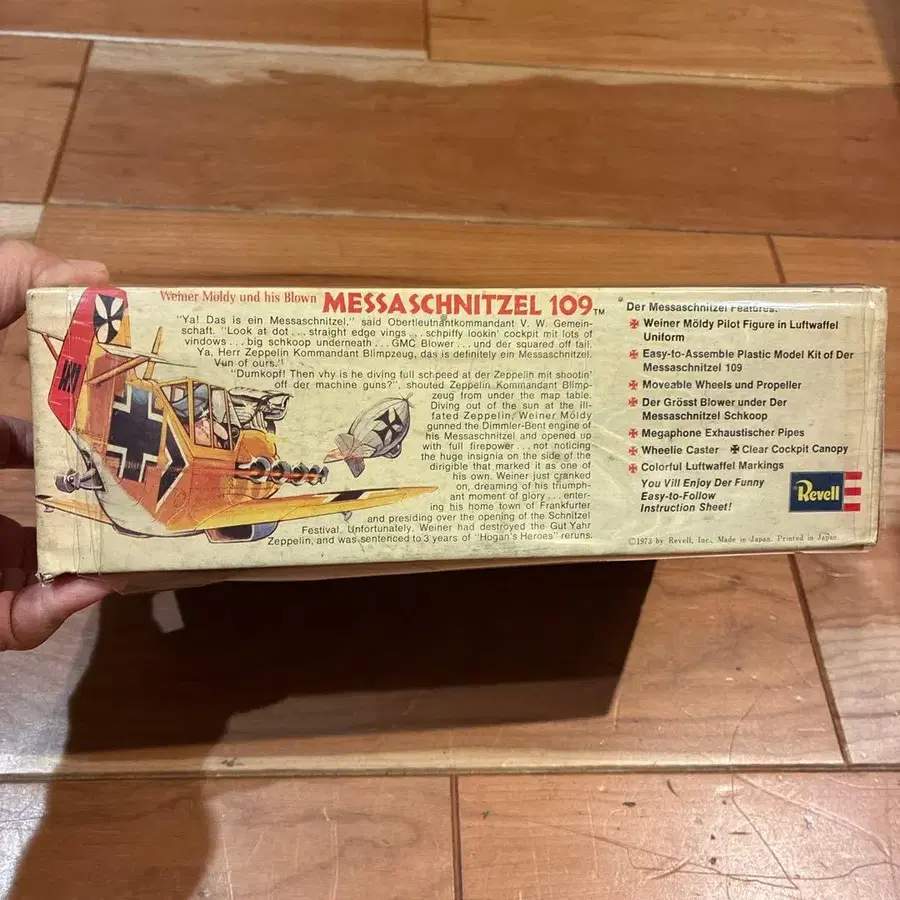 Weiner Möldy und his Blown MESSASCHNITZEL 109™
"Ya! Das is ein Messaschnitzel," said Obertleutnantkommandant V. W. Gemein-
schaft. "Look at dot . . . straight edge vings . . . schpiffy lookin' cockpit mit lots of
vindows . . . big schkoop underneath . . . GMC Blower . . . und der squared off tail.
Ya, Herr Zeppelin Kommandant Blimpzeug, das is definitely ein Messaschnitzel.
Vun of ours."
"Dumkopf! Then vhy is he diving full schpeed at der Zeppelin mit shootin'
off der machine guns?", shouted Zeppelin Kommandant Blimp-
zeug from under the map table.
Diving out of the sun at the ill-
fated Zeppelin, Weiner Möldy
gunned the Dimmler-Bent engine of
his Messaschnitzel and opened up
with full firepower . . not noticing
the huge insignia on the side of the
dirigible that marked it as one of
his own. Weiner just cranked
on, dreaming of his triumph-
ant moment of glory . . . enter-
ing his home town of Frankfurter
and presiding over the opening of the Schnitzel
Festival. Unfortunately, Weiner had destroyed the Gut Yahr
Zeppelin, and was sentenced to 3 years of "Hogan's Heroes" reruns.
Der Messaschnitzel Features:
Weiner Möldy Pilot Figure in Luftwaffel
Uniform
Easy-to-Assemble Plastic Model Kit of Der
Messaschnitzel 109
Moveable Wheels und Propeller
Der Grösst Blower under Der
Messaschnitzel Schkoop
Megaphone Exhaustischer Pipes
Wheelie Caster Clear Cockpit Canopy
Colorful Luftwaffel Markings
You Vill Enjoy Der Funny
Easy-to-Follow
Instruction Sheet!
Revell
©1973 by Revell, Inc., Made in Japan. Printed in Japan.